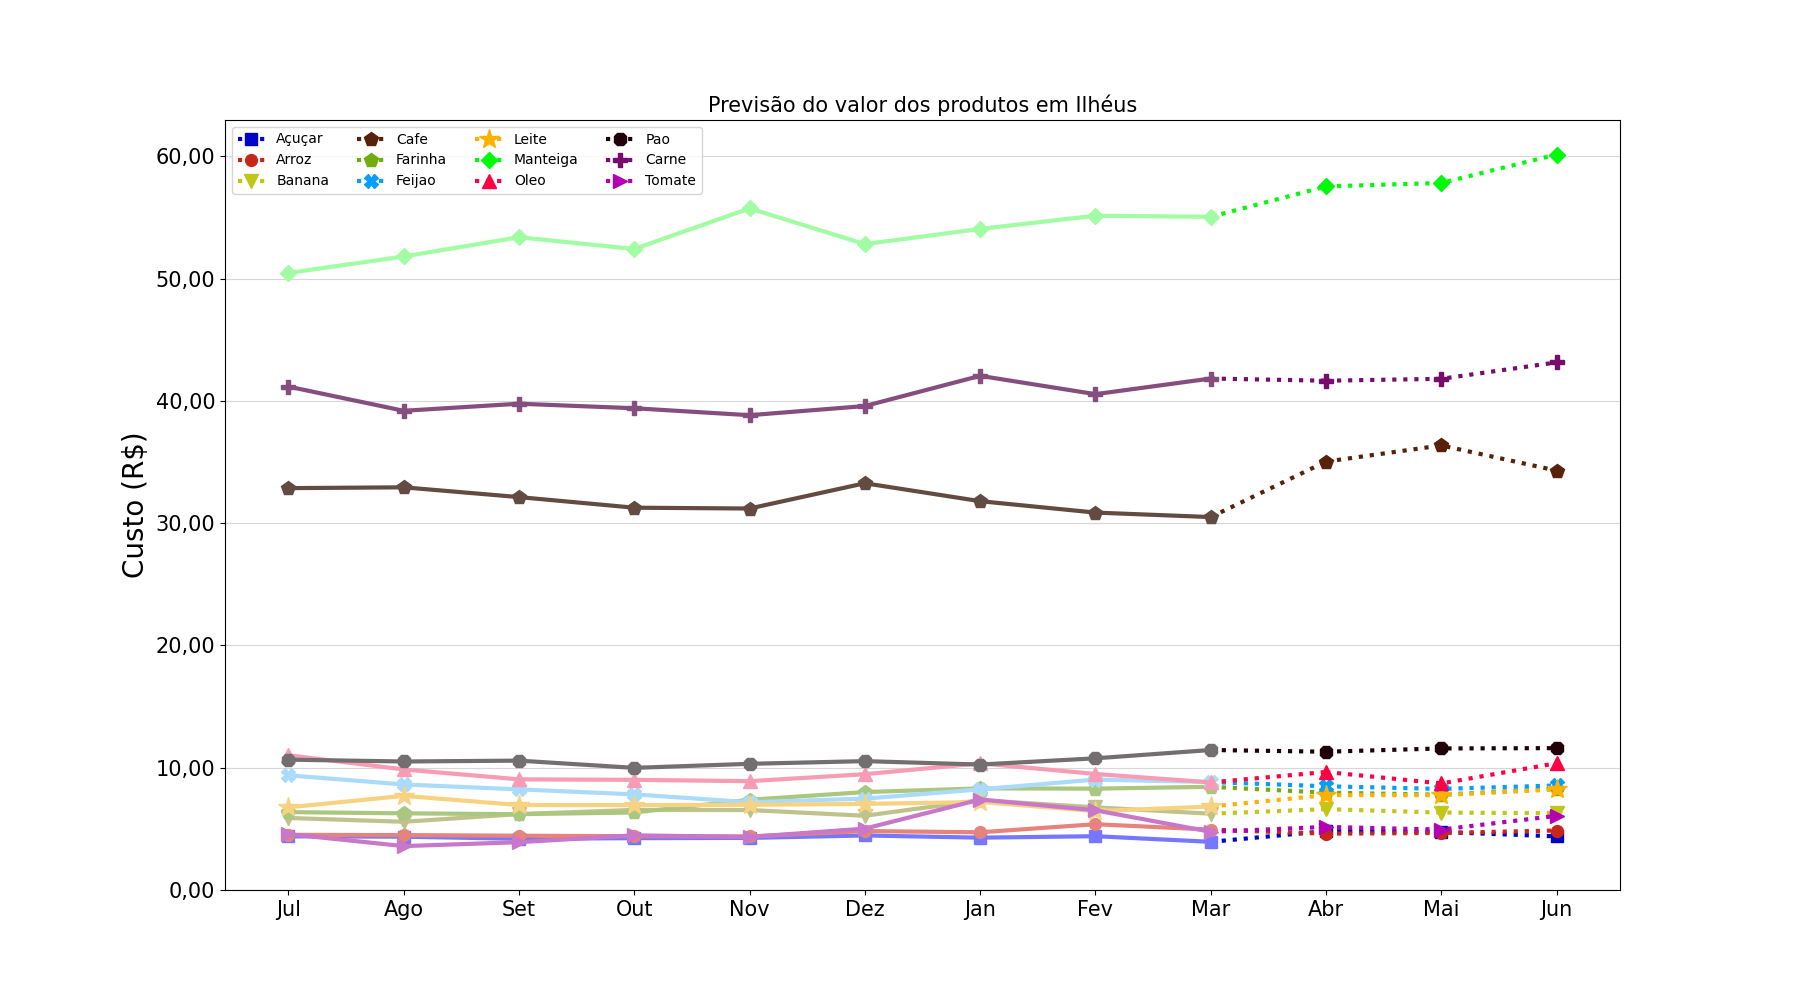 Previsão do valor dos produtos em Ilhéus
Açuçar
Arroz
Banana
Cafe
Farinha
Feijao
Leite
Manteiga
Oleo
Pao
Carne
Tomate
Custo (R$)
60,00
50,00
40,00
30,00
20,00
10,00
0,00
Jul Ago Set Out Nov Dez Jan Fev Mar Abr Mai Jun